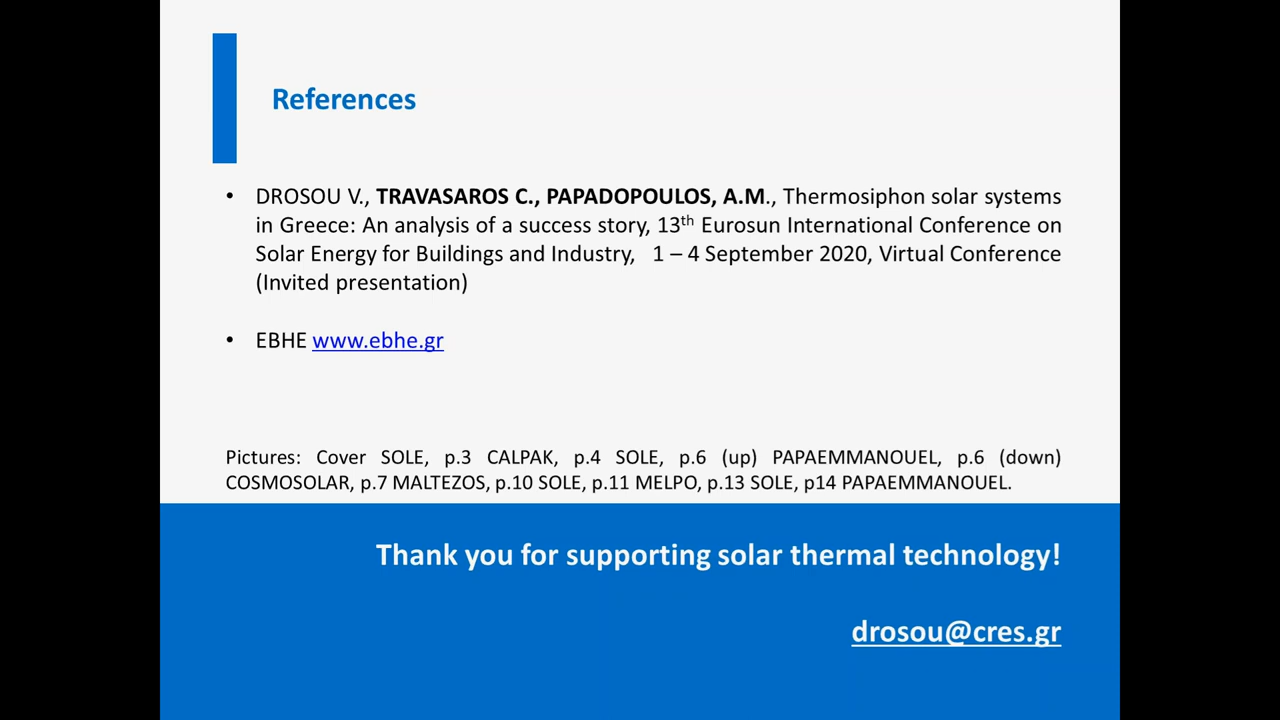 References
• DROSOU V., TRAVASAROS C., PAPADOPOULOS, A.M., Thermosiphon solar systems
in Greece: An analysis of a success story, 13th Eurosun International Conference on
Solar Energy for Buildings and Industry, 1 – 4 September 2020, Virtual Conference
(Invited presentation)
• EBHE www.ebhe.gr
Pictures: Cover SOLE, p.3 CALPAK, p.4 SOLE, p.6 (up) PAPAEMMANOUEL, p.6 (down)
COSMOSOLAR, p.7 MALTEZOS, p.10 SOLE, p.11 MELPO, p.13 SOLE, p14 PAPAEMMANOUEL.
Thank you for supporting solar thermal technology!
drosou@cres.gr